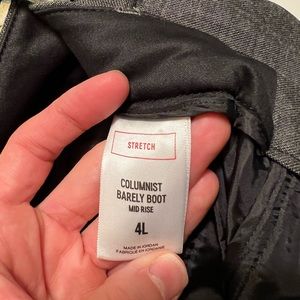 STRETCH
COLUMNIST
BARELY BOOT
MID RISE
4L
MADE IN JORDAN
FABRIQUÉ EN JORDANIE